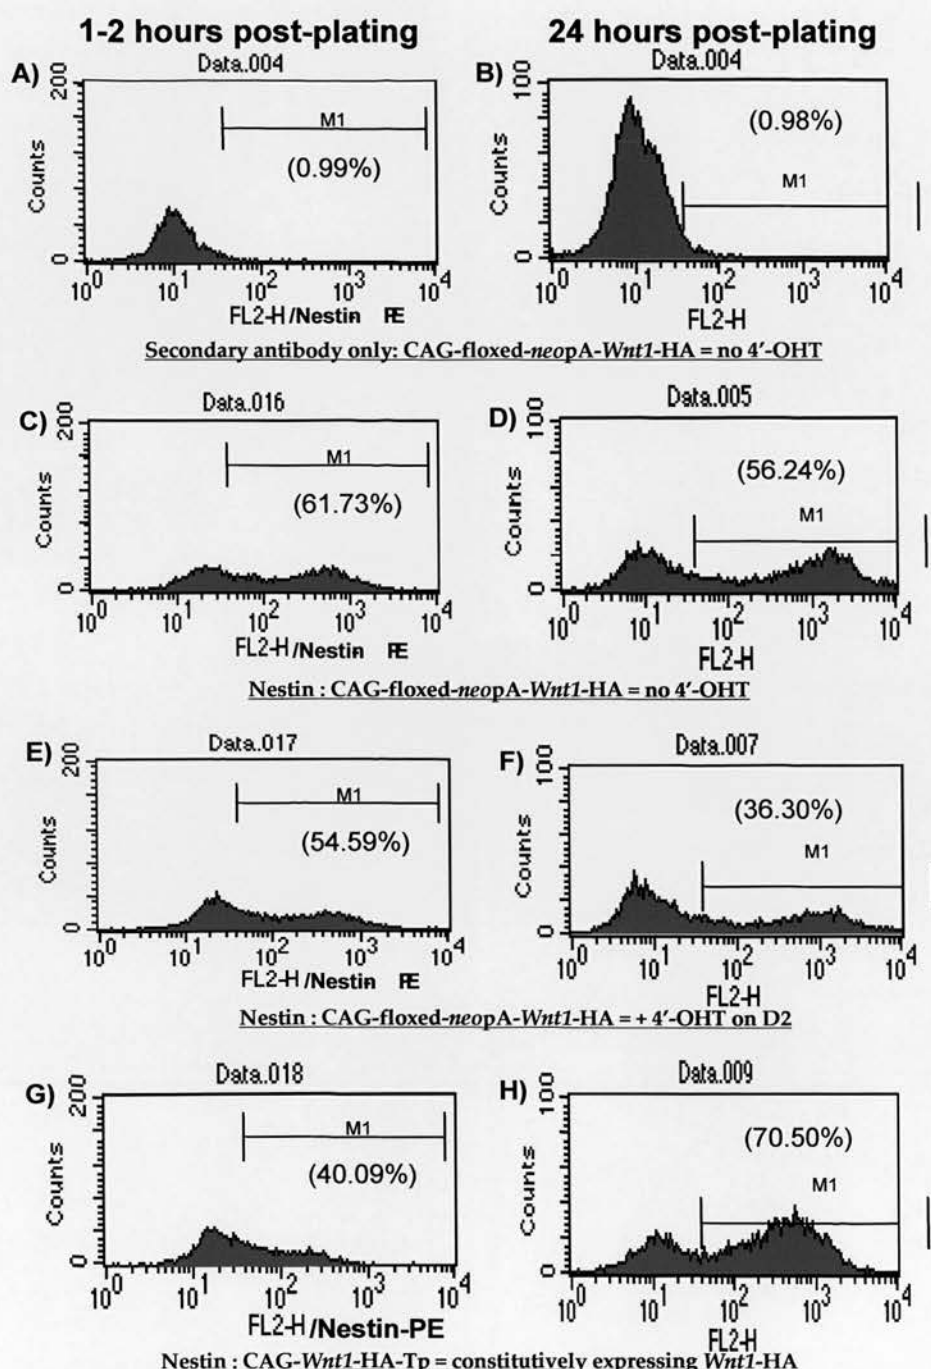 1-2 hours post-plating 24 hours post-plating
A) Data.004
200
Counts
0
M1
(0.99%)
10^0 10^1 10^2 10^3 10^4
FL2-H /Nestin PE
B) Data.004
100
Counts
0
(0.98%)
M1
10^0 10^1 10^2 10^3 10^4
FL2-H
Secondary antibody only: CAG-floxed-neopA-Wnt1-HA = no 4'-OHT
C) Data.016
200
Counts
0
M1
(61.73%)
10^0 10^1 10^2 10^3 10^4
FL2-H /Nestin PE
D) Data.005
100
Counts
0
(56.24%)
M1
10^0 10^1 10^2 10^3 10^4
FL2-H
Nestin : CAG-floxed-neopA-Wnt1-HA = no 4'-OHT
E) Data.017
200
Counts
0
M1
(54.59%)
10^0 10^1 10^2 10^3 10^4
FL2-H /Nestin PE
F) Data.007
100
Counts
0
(36.30%)
M1
10^0 10^1 10^2 10^3 10^4
FL2-H
Nestin : CAG-floxed-neopA-Wnt1-HA = + 4'-OHT on D2
G) Data.018
200
Counts
0
M1
(40.09%)
10^0 10^1 10^2 10^3 10^4
FL2-H /Nestin-PE
H) Data.009
100
Counts
0
(70.50%)
M1
10^0 10^1 10^2 10^3 10^4
FL2-H
Nestin : CAG-Wnt1-HA-Tp = constitutively expressing Wnt1-HA